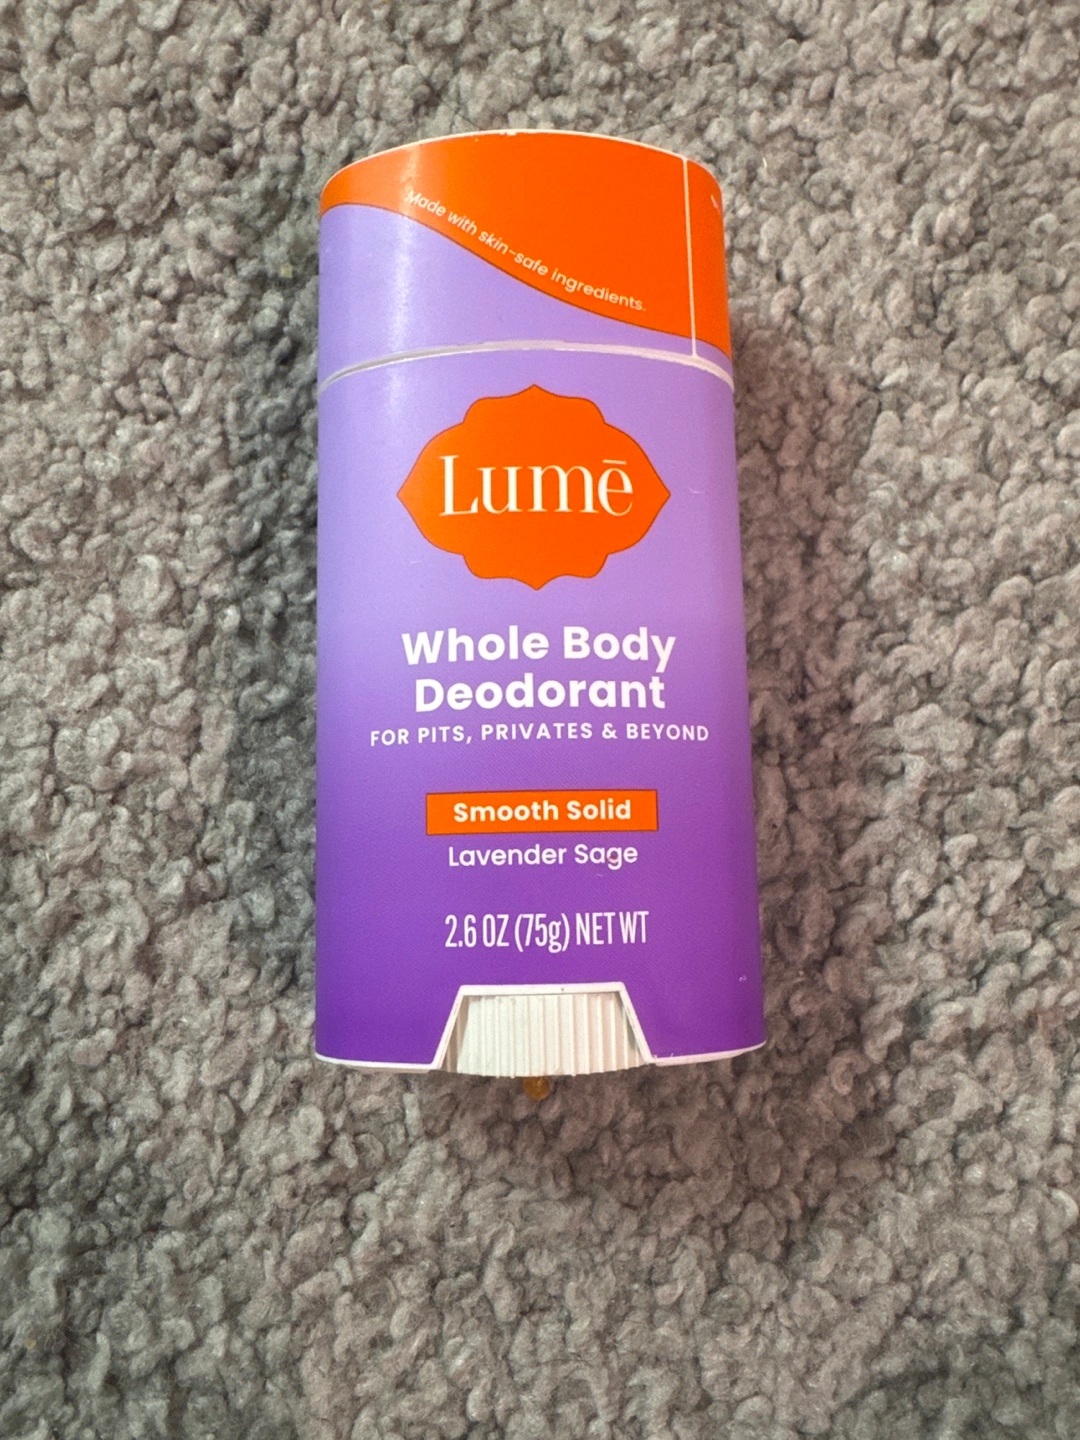 Made with skin-safe ingredients.
Lumē
Whole Body
Deodorant
FOR PITS, PRIVATES & BEYOND
Smooth Solid
Lavender Sage
2.6 OZ (75g) NET WT